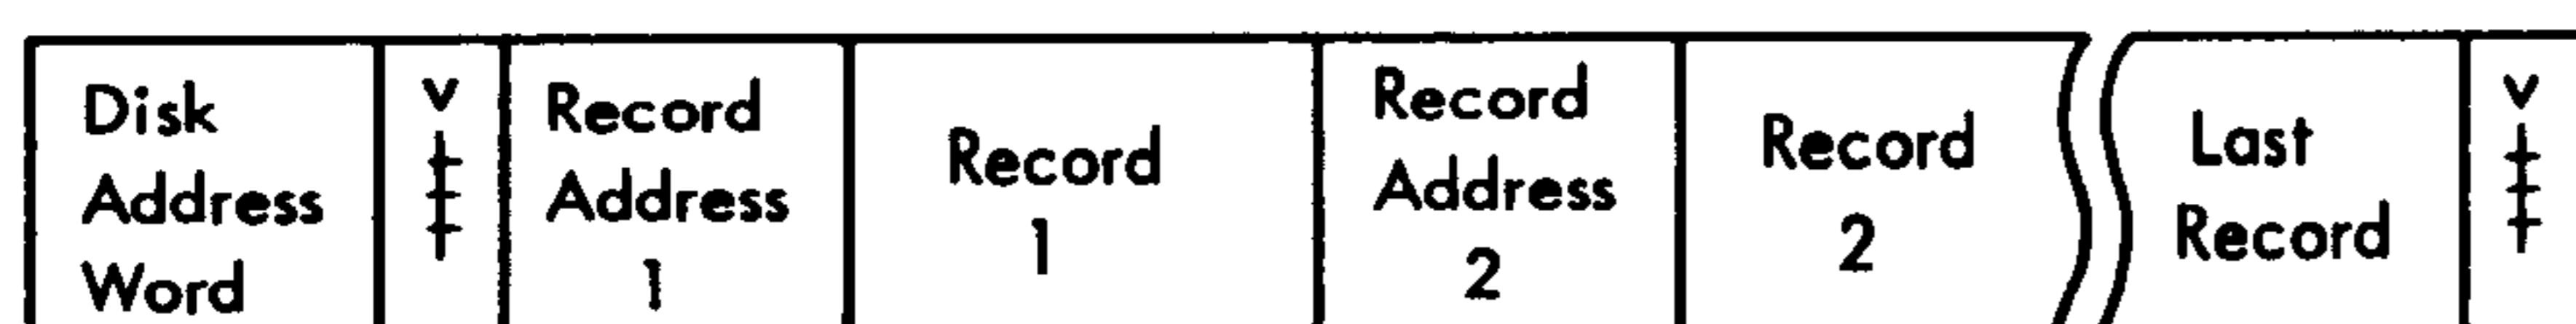 Disk
Address
Word
v
⯒
Record
Address
1
Record
1
Record
Address
2
Record
2
Last
Record
v
⯒